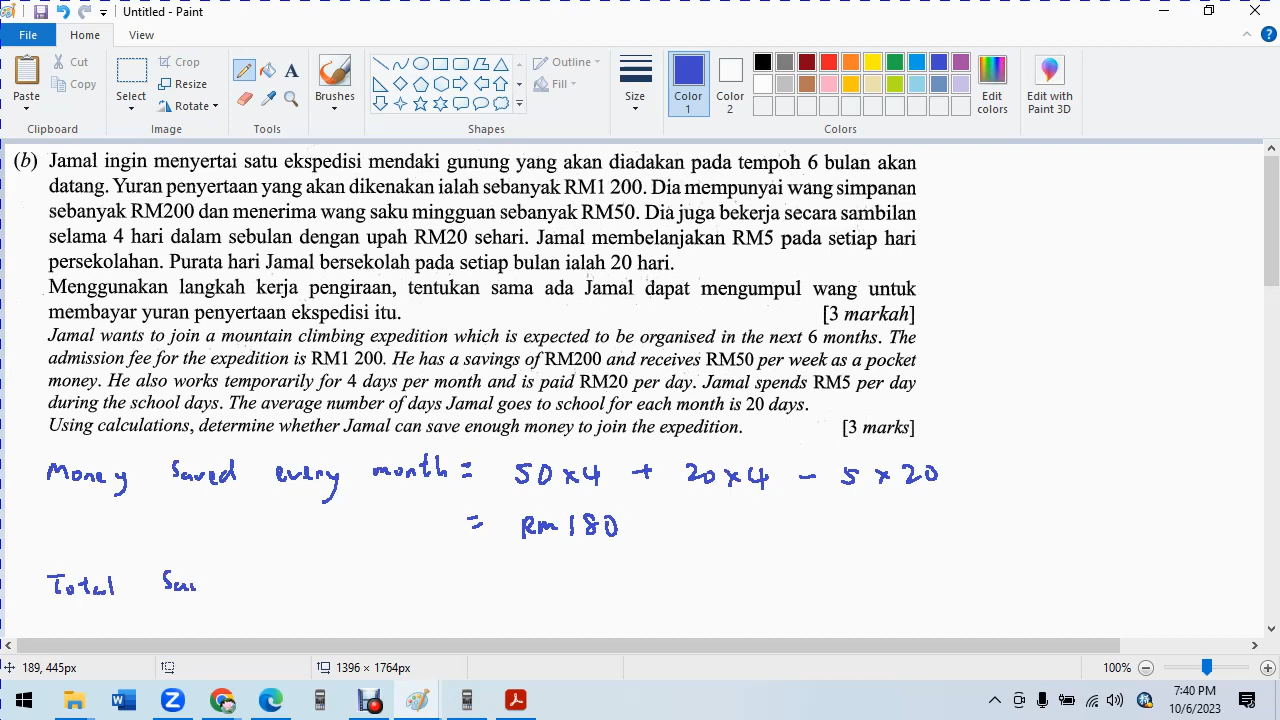 Untitled - Paint
File Home View
Paste Cut Copy Clipboard
Select Crop Resize Rotate Image
Tools
Brushes
Outline Fill Shapes
Size
Color 1 Color 2 Edit colors Colors
Edit with Paint 3D
(b) Jamal ingin menyertai satu ekspedisi mendaki gunung yang akan diadakan pada tempoh 6 bulan akan
datang. Yuran penyertaan yang akan dikenakan ialah sebanyak RM1 200. Dia mempunyai wang simpanan
sebanyak RM200 dan menerima wang saku mingguan sebanyak RM50. Dia juga bekerja secara sambilan
selama 4 hari dalam sebulan dengan upah RM20 sehari. Jamal membelanjakan RM5 pada setiap hari
persekolahan. Purata hari Jamal bersekolah pada setiap bulan ialah 20 hari.
Menggunakan langkah kerja pengiraan, tentukan sama ada Jamal dapat mengumpul wang untuk
membayar yuran penyertaan ekspedisi itu. [3 markah]
Jamal wants to join a mountain climbing expedition which is expected to be organised in the next 6 months. The
admission fee for the expedition is RM1 200. He has a savings of RM200 and receives RM50 per week as a pocket
money. He also works temporarily for 4 days per month and is paid RM20 per day. Jamal spends RM5 per day
during the school days. The average number of days Jamal goes to school for each month is 20 days.
Using calculations, determine whether Jamal can save enough money to join the expedition. [3 marks]
Money saved every month = 50 × 4 + 20 × 4 - 5 × 20
= Rm 180
Total
189, 445px 1396 × 1764px 100%
7:40 PM
10/6/2023